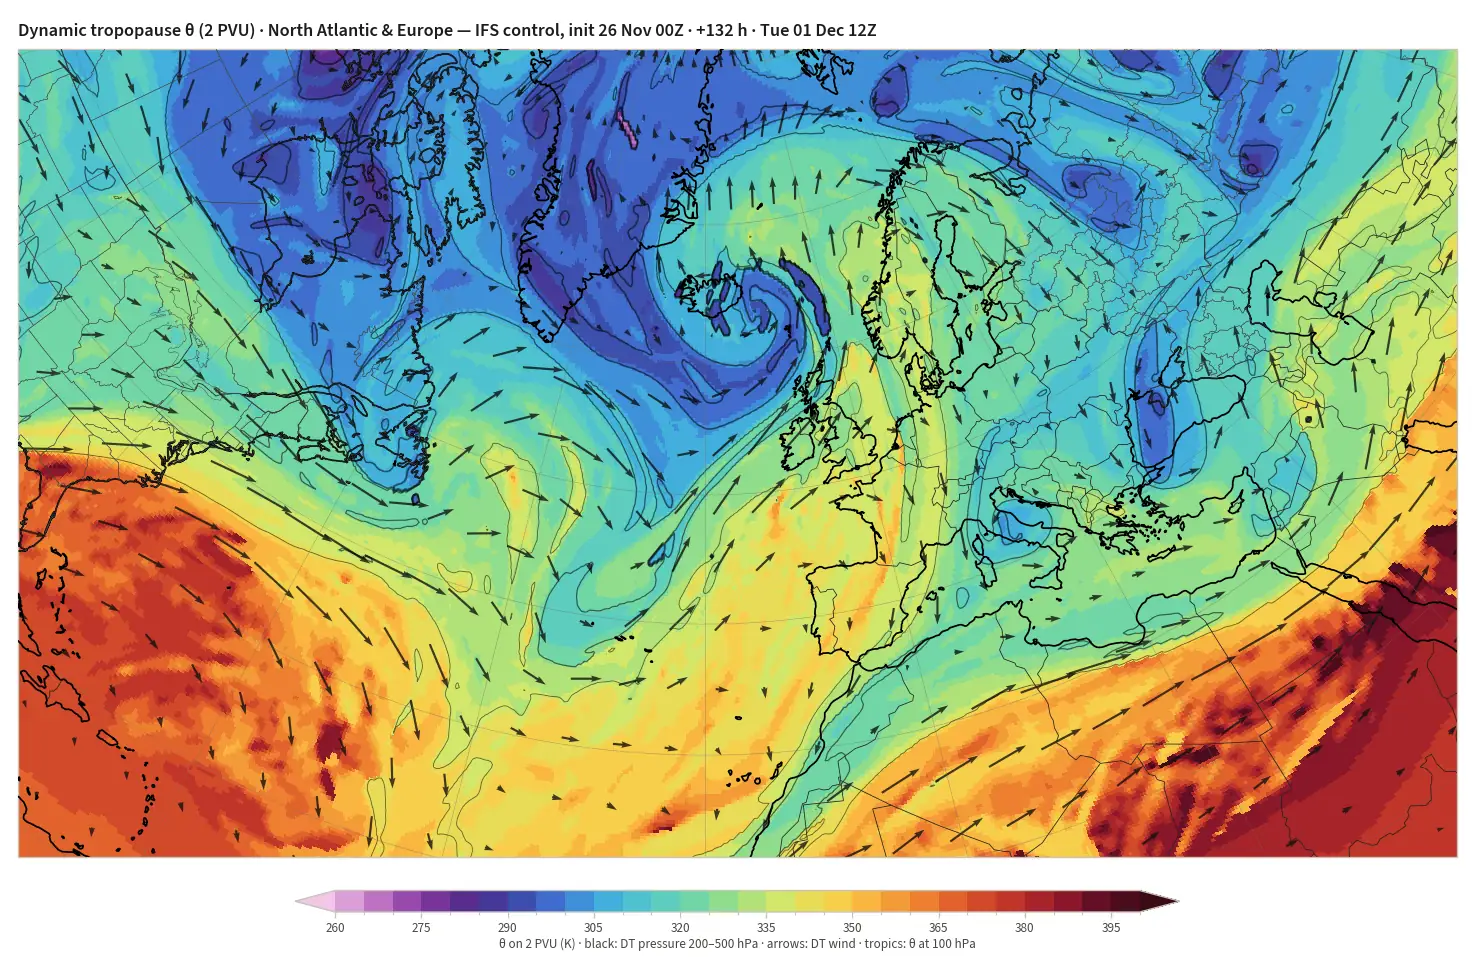 Dynamic tropopause θ (2 PVU) · North Atlantic & Europe — IFS control, init 26 Nov 00Z · +132 h · Tue 01 Dec 12Z
260 275 290 305 320 335 350 365 380 395
θ on 2 PVU (K) · black: DT pressure 200–500 hPa · arrows: DT wind · tropics: θ at 100 hPa